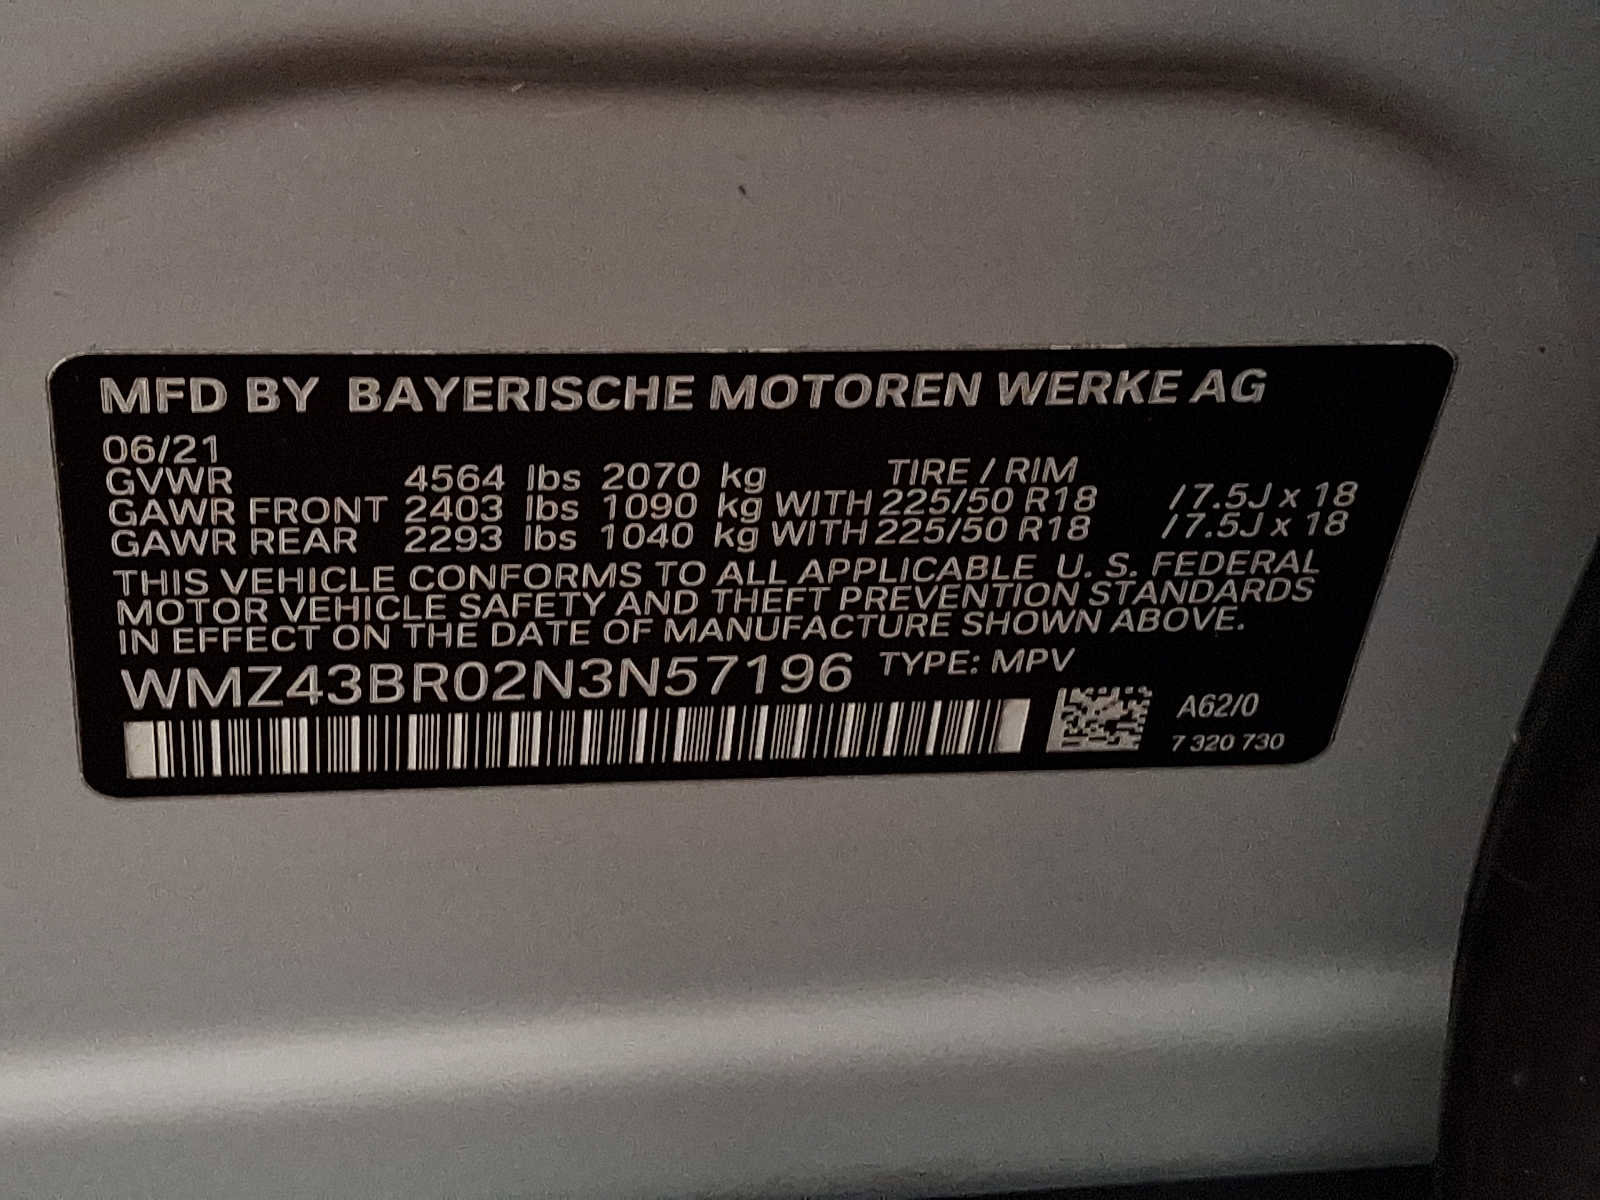 MFD BY BAYERISCHE MOTOREN WERKE AG
06/21
GVWR 4564 lbs 2070 kg TIRE / RIM
GAWR FRONT 2403 lbs 1090 kg WITH 225/50 R18 / 7.5J x 18
GAWR REAR 2293 lbs 1040 kg WITH 225/50 R18 / 7.5J x 18
THIS VEHICLE CONFORMS TO ALL APPLICABLE U. S. FEDERAL
MOTOR VEHICLE SAFETY AND THEFT PREVENTION STANDARDS
IN EFFECT ON THE DATE OF MANUFACTURE SHOWN ABOVE.
WMZ43BR02N3N57196 TYPE: MPV
A62/0
7 320 730